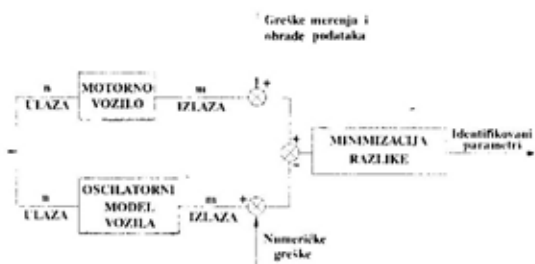 Greške merenja i
obrade podataka
n
ULAZA
MOTORNO
VOZILO
m
IZLAZA
1 +
+
-
MINIMIZACIJA
RAZLIKE
Identifikovani
parametri
n
ULAZA
OSCILATORNI
MODEL
VOZILA
m
IZLAZA
+
Numeričke
greške